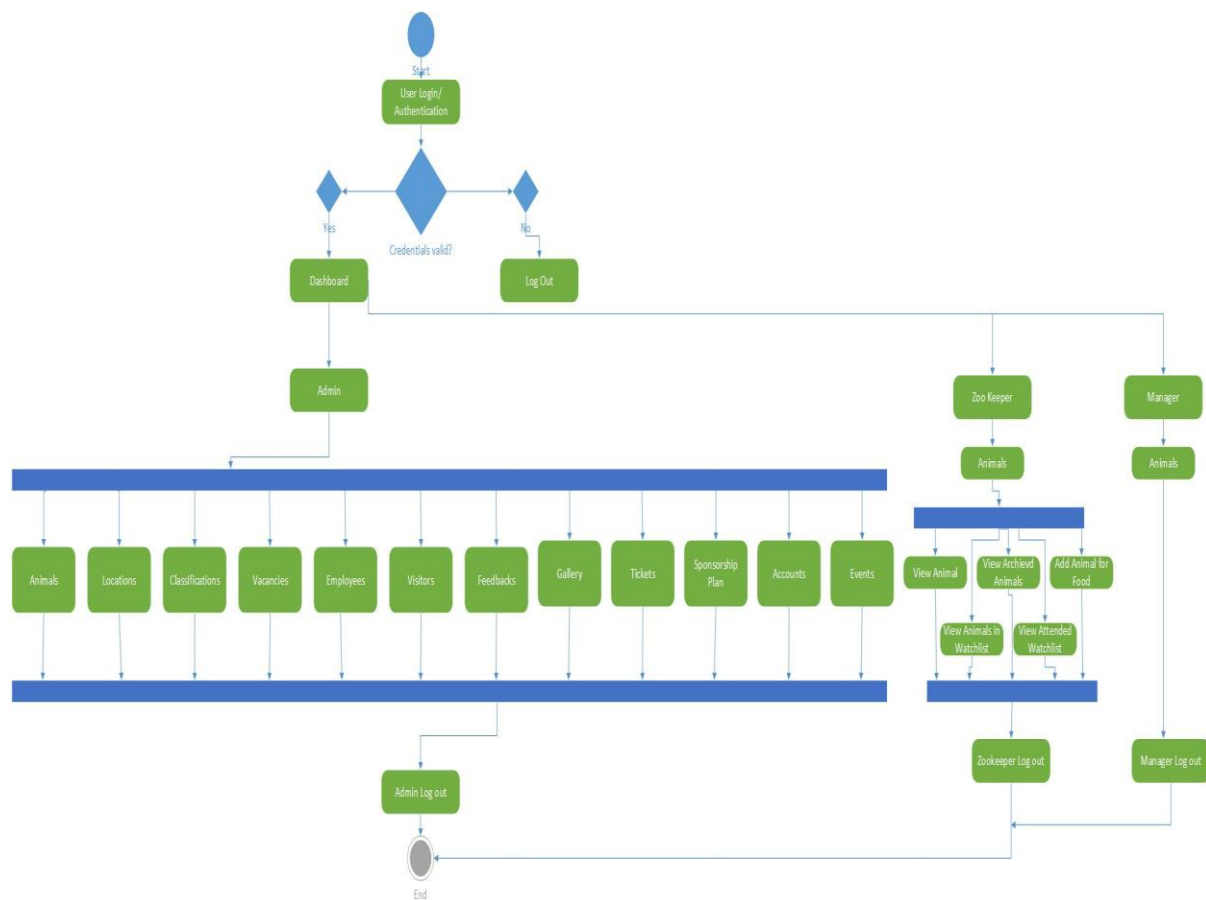 Start
User Login/
Authentication
Yes
No
Credentials valid?
Dashboard
Log Out
Admin
Zoo Keeper
Manager
Animals
Animals
Animals
Locations
Classifications
Vacancies
Employees
Visitors
Feedbacks
Gallery
Tickets
Sponsorship
Plan
Accounts
Events
View Animal
View Archievd
Animals
Add Animal for
Food
View Animals in
Watchlist
View Attended
Watchlist
Zookeeper Log out
Manager Log out
Admin Log out
End